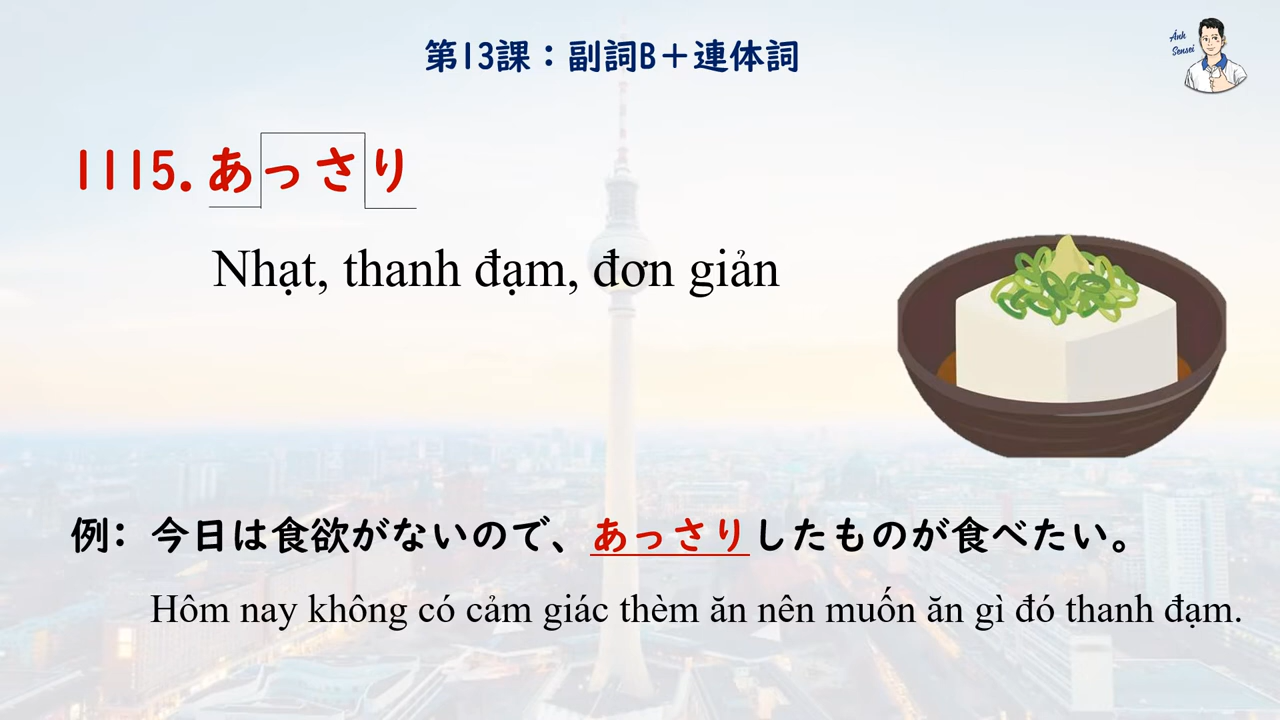 第13課：副詞B＋連体詞
Ánh
Sensei
1115. あっさり
Nhạt, thanh đạm, đơn giản
例：今日は食欲がないので、あっさりしたものが食べたい。
Hôm nay không có cảm giác thèm ăn nên muốn ăn gì đó thanh đạm.